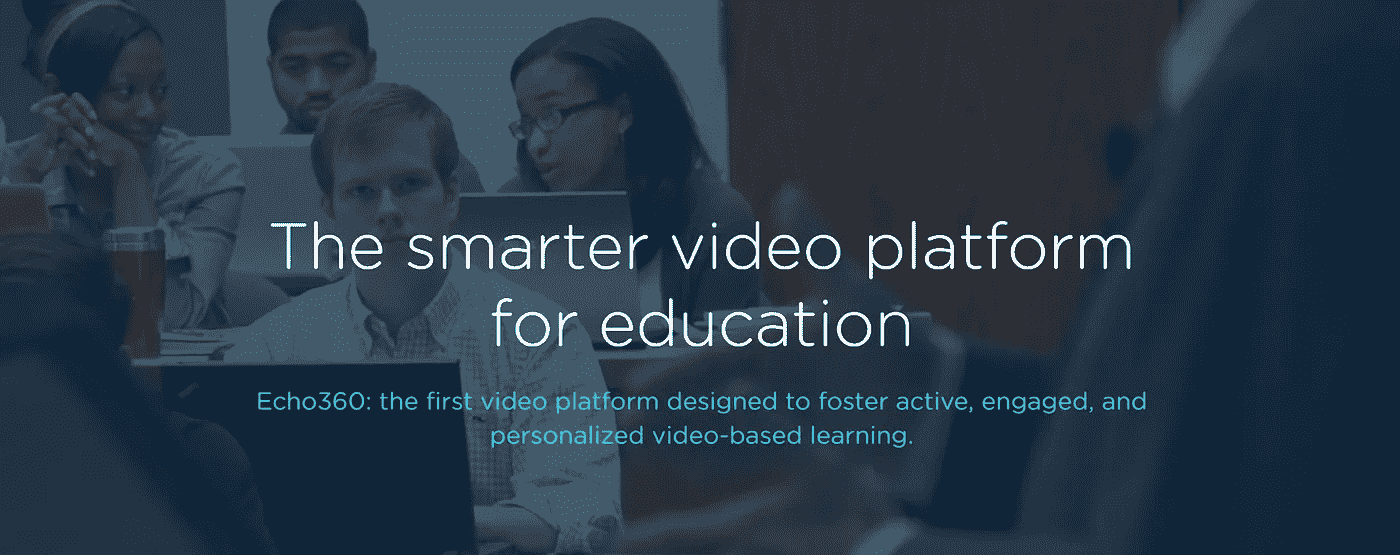 The smarter video platform
for education
Echo360: the first video platform designed to foster active, engaged, and
personalized video-based learning.